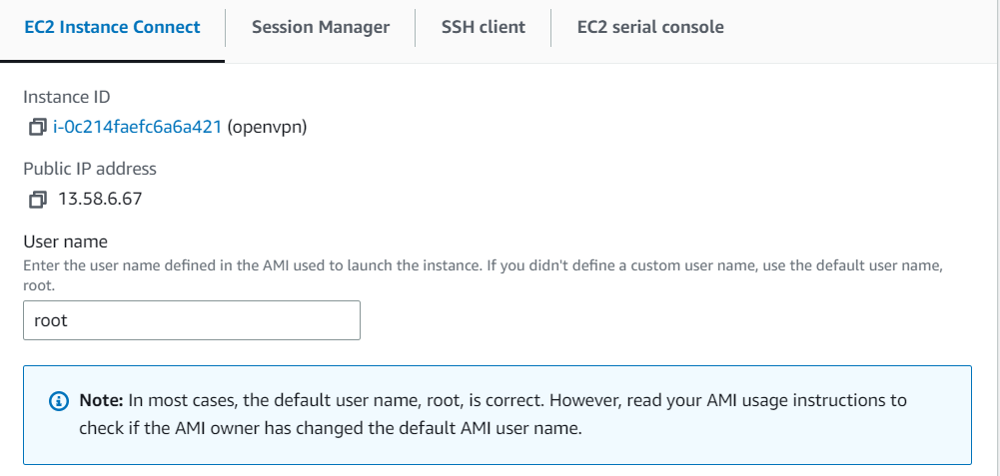 EC2 Instance Connect
Session Manager
SSH client
EC2 serial console
Instance ID
i-0c214faefc6a6a421 (openvpn)
Public IP address
13.58.6.67
User name
Enter the user name defined in the AMI used to launch the instance. If you didn't define a custom user name, use the default user name,
root.
root
Note: In most cases, the default user name, root, is correct. However, read your AMI usage instructions to
check if the AMI owner has changed the default AMI user name.